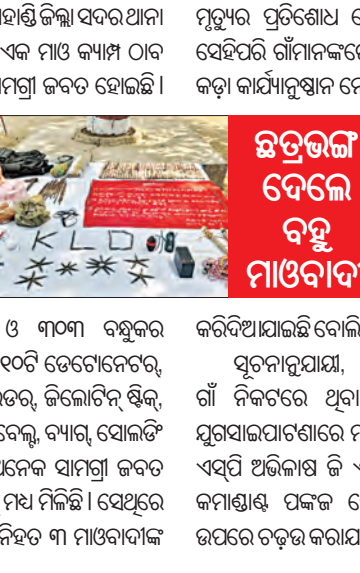 ହାଣ୍ଡି ଜିଲ୍ଲା ସଦର ଥାନା
ଏକ ମାଓ କ୍ୟାମ୍ପ ଠାବ
ାମଗ୍ରୀ ଜବତ ହୋଇଛି ।
K L D
ଓ ୩୦୩ ବନ୍ଧୁକର
୧୦ଟି ଡେଟୋନେଟର୍,
ଡର୍, ଜିଲୋଟିନ୍ ଷ୍ଟିକ୍,
ବେଲ୍ଟ, ବ୍ୟାଗ୍, ସୋଲଡିଂ
ଅନେକ ସାମଗ୍ରୀ ଜବତ
ମଧ୍ୟ ମିଳିଛି । ସେଥିରେ
ନିହତ ୩ ମାଓବାଦୀଙ୍କ
ମୃତ୍ୟୁର ପ୍ରତିଶୋଧ
ସେହିପରି ଗାଁମାନଙ୍କରେ
କଡ଼ା କାର୍ଯ୍ୟାନୁଷ୍ଠାନ
ଛତ୍ରଭଙ୍ଗ
ଦେଲେ
ବହୁ
ମାଓବାଦୀ
କରିଦିଆଯାଇଛି ବୋଲି
ସୂଚନାନୁଯାୟୀ,
ଗାଁ ନିକଟରେ ଥିବା
ଯୁଗସାଇପାଟଣାରେ
ଏସ୍‌ପି ଅଭିଳାଷ ଜି
କମାଣ୍ଡାଣ୍ଟ ପଙ୍କଜ
ଉପରେ ଚଢ଼ଉ କରାଯା